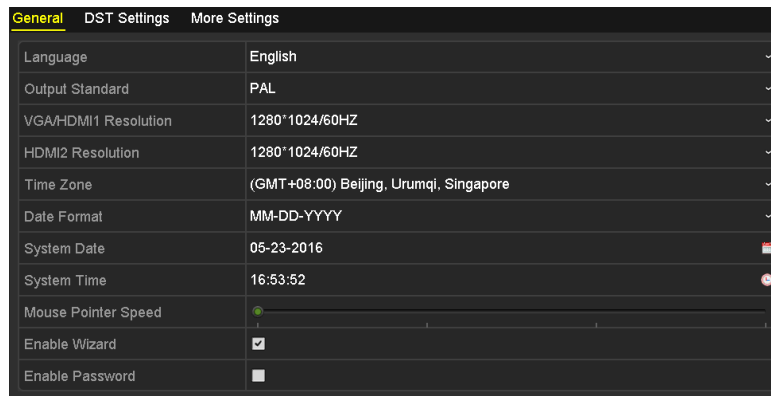 General DST Settings More Settings
Language English
Output Standard PAL
VGA/HDMI1 Resolution 1280*1024/60HZ
HDMI2 Resolution 1280*1024/60HZ
Time Zone (GMT+08:00) Beijing, Urumqi, Singapore
Date Format MM-DD-YYYY
System Date 05-23-2016
System Time 16:53:52
Mouse Pointer Speed
Enable Wizard
Enable Password